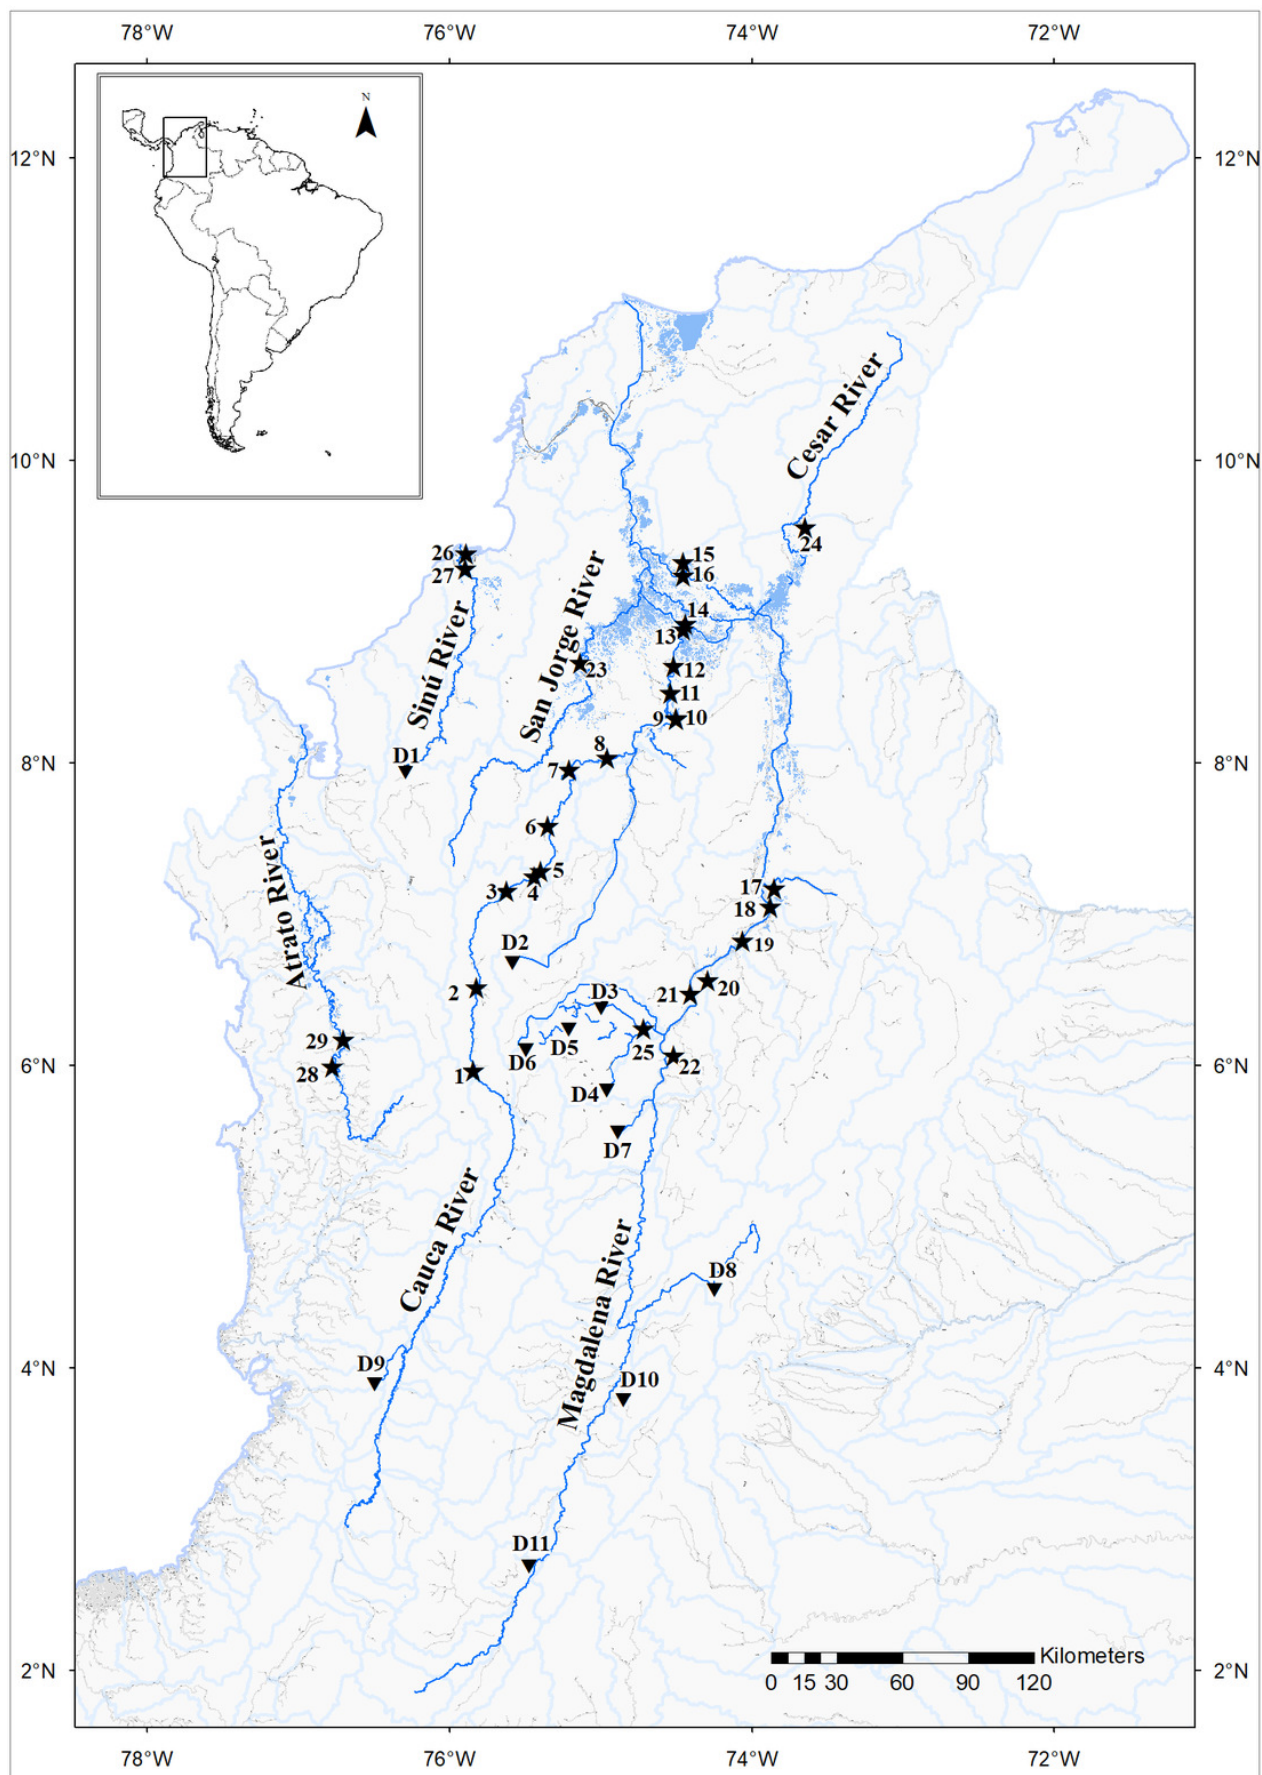 78°W 76°W 74°W 72°W
N
12°N 12°N
Cesar River
10°N 10°N
26
15
24
27
16
San Jorge River
14
Sinú River
13
23
12
11
9 10
D1
8
8°N 8°N
7
6
Atrato River
5
17
3
4
18
D2
19
2
20
21
D3
29
D5
25
D6
22
28
1
6°N 6°N
D4
D7
Cauca River
Magdalena River
D8
D9
4°N 4°N
D10
D11
Kilometers
2°N 2°N
0 15 30 60 90 120
78°W 76°W 74°W 72°W